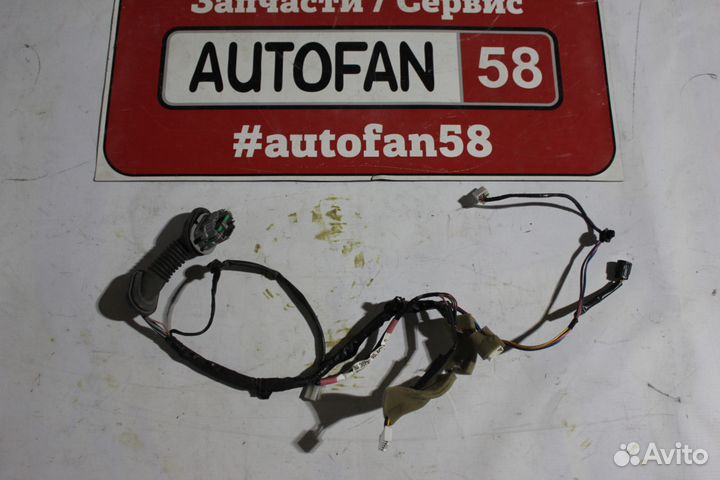 Запчасти / Сервис
AUTOFAN 58
#autofan58
Avito